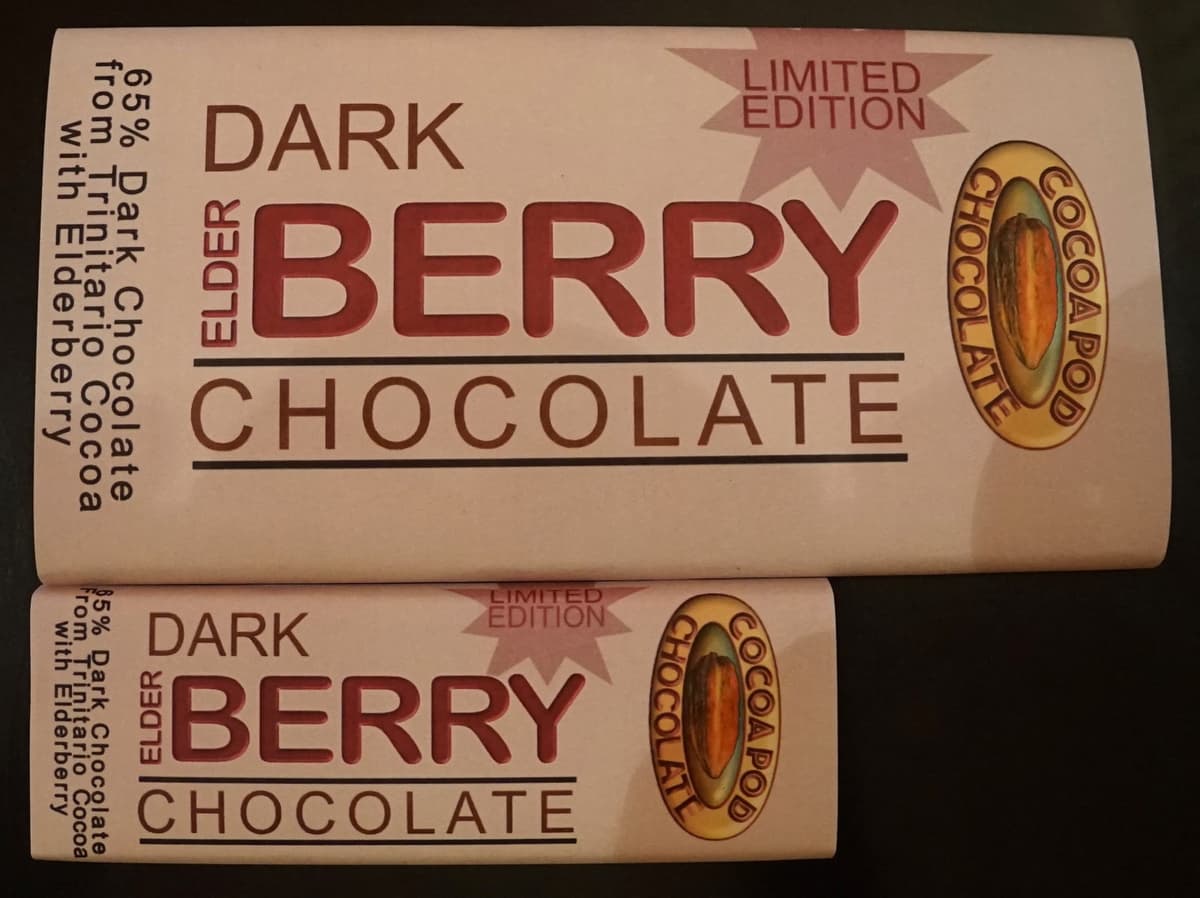 65% Dark Chocolate
from Trinitario Cocoa
with Elderberry
DARK
ELDER
BERRY
CHOCOLATE
LIMITED
EDITION
COCOA POD
CHOCOLATE
65% Dark Chocolate
from Trinitario Cocoa
with Elderberry
DARK
ELDER
BERRY
CHOCOLATE
LIMITED
EDITION
COCOA POD
CHOCOLATE